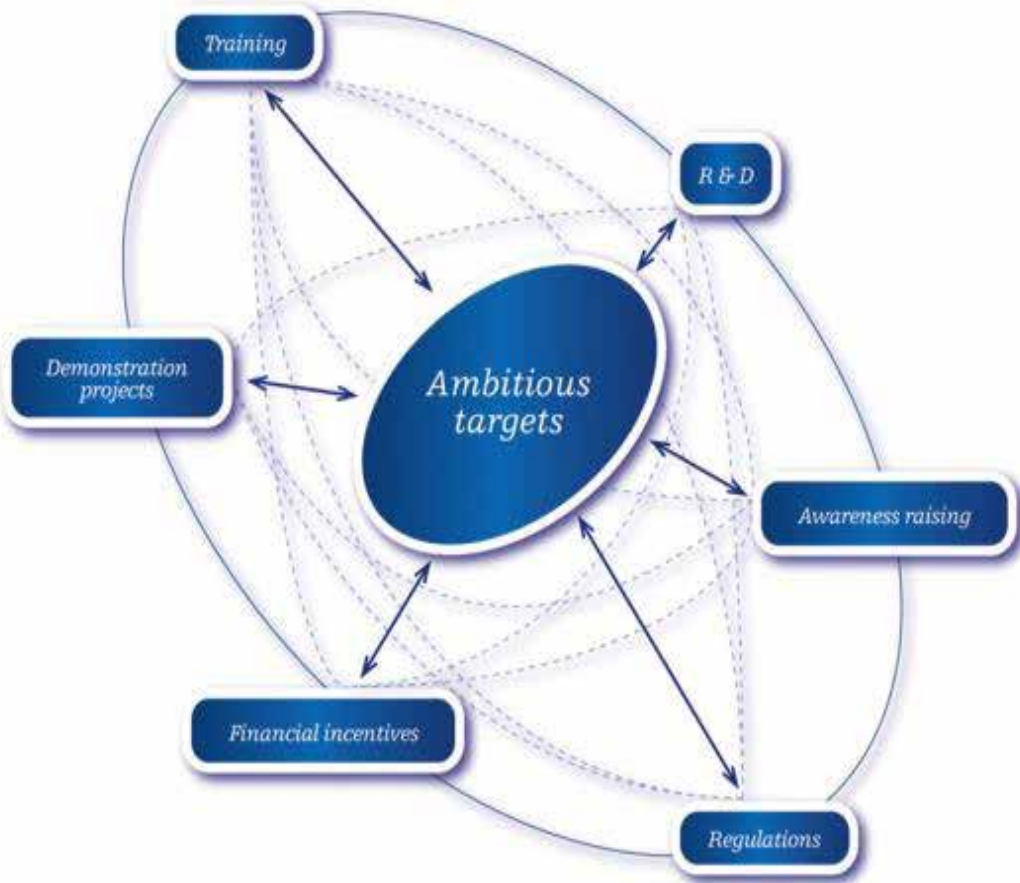 Training
R & D
Demonstration
projects
Ambitious
targets
Awareness raising
Financial incentives
Regulations